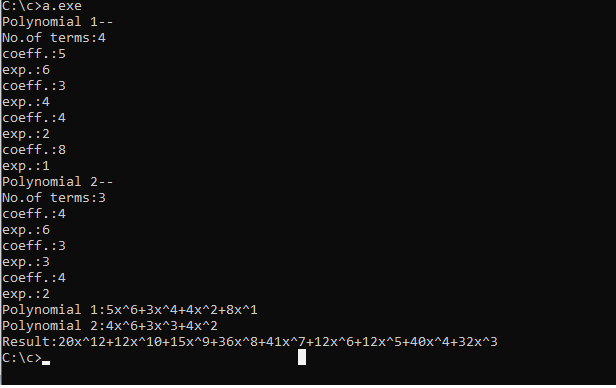 C:\c>a.exe
Polynomial 1--
No.of terms:4
coeff.:5
exp.:6
coeff.:3
exp.:4
coeff.:4
exp.:2
coeff.:8
exp.:1
Polynomial 2--
No.of terms:3
coeff.:4
exp.:6
coeff.:3
exp.:3
coeff.:4
exp.:2
Polynomial 1:5x^6+3x^4+4x^2+8x^1
Polynomial 2:4x^6+3x^3+4x^2
Result:20x^12+12x^10+15x^9+36x^8+41x^7+12x^6+12x^5+40x^4+32x^3
C:\c>